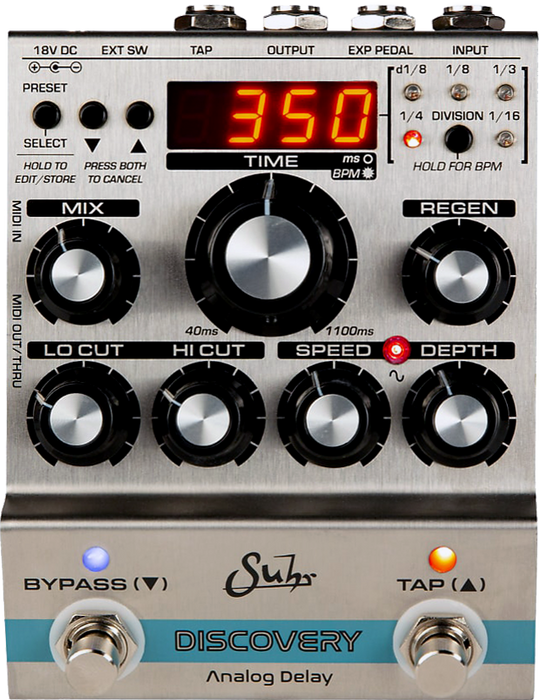 18V DC EXT SW TAP OUTPUT EXP PEDAL INPUT
PRESET
d1/8 1/8 1/3
350
1/4 DIVISION 1/16
SELECT
HOLD TO
EDIT/STORE
PRESS BOTH
TO CANCEL
TIME
ms
BPM
HOLD FOR BPM
MIDI IN
MIX
REGEN
MIDI OUT/THRU
40ms 1100ms
LO CUT HI CUT SPEED DEPTH
BYPASS (▼) Suhr TAP (▲)
DISCOVERY
Analog Delay